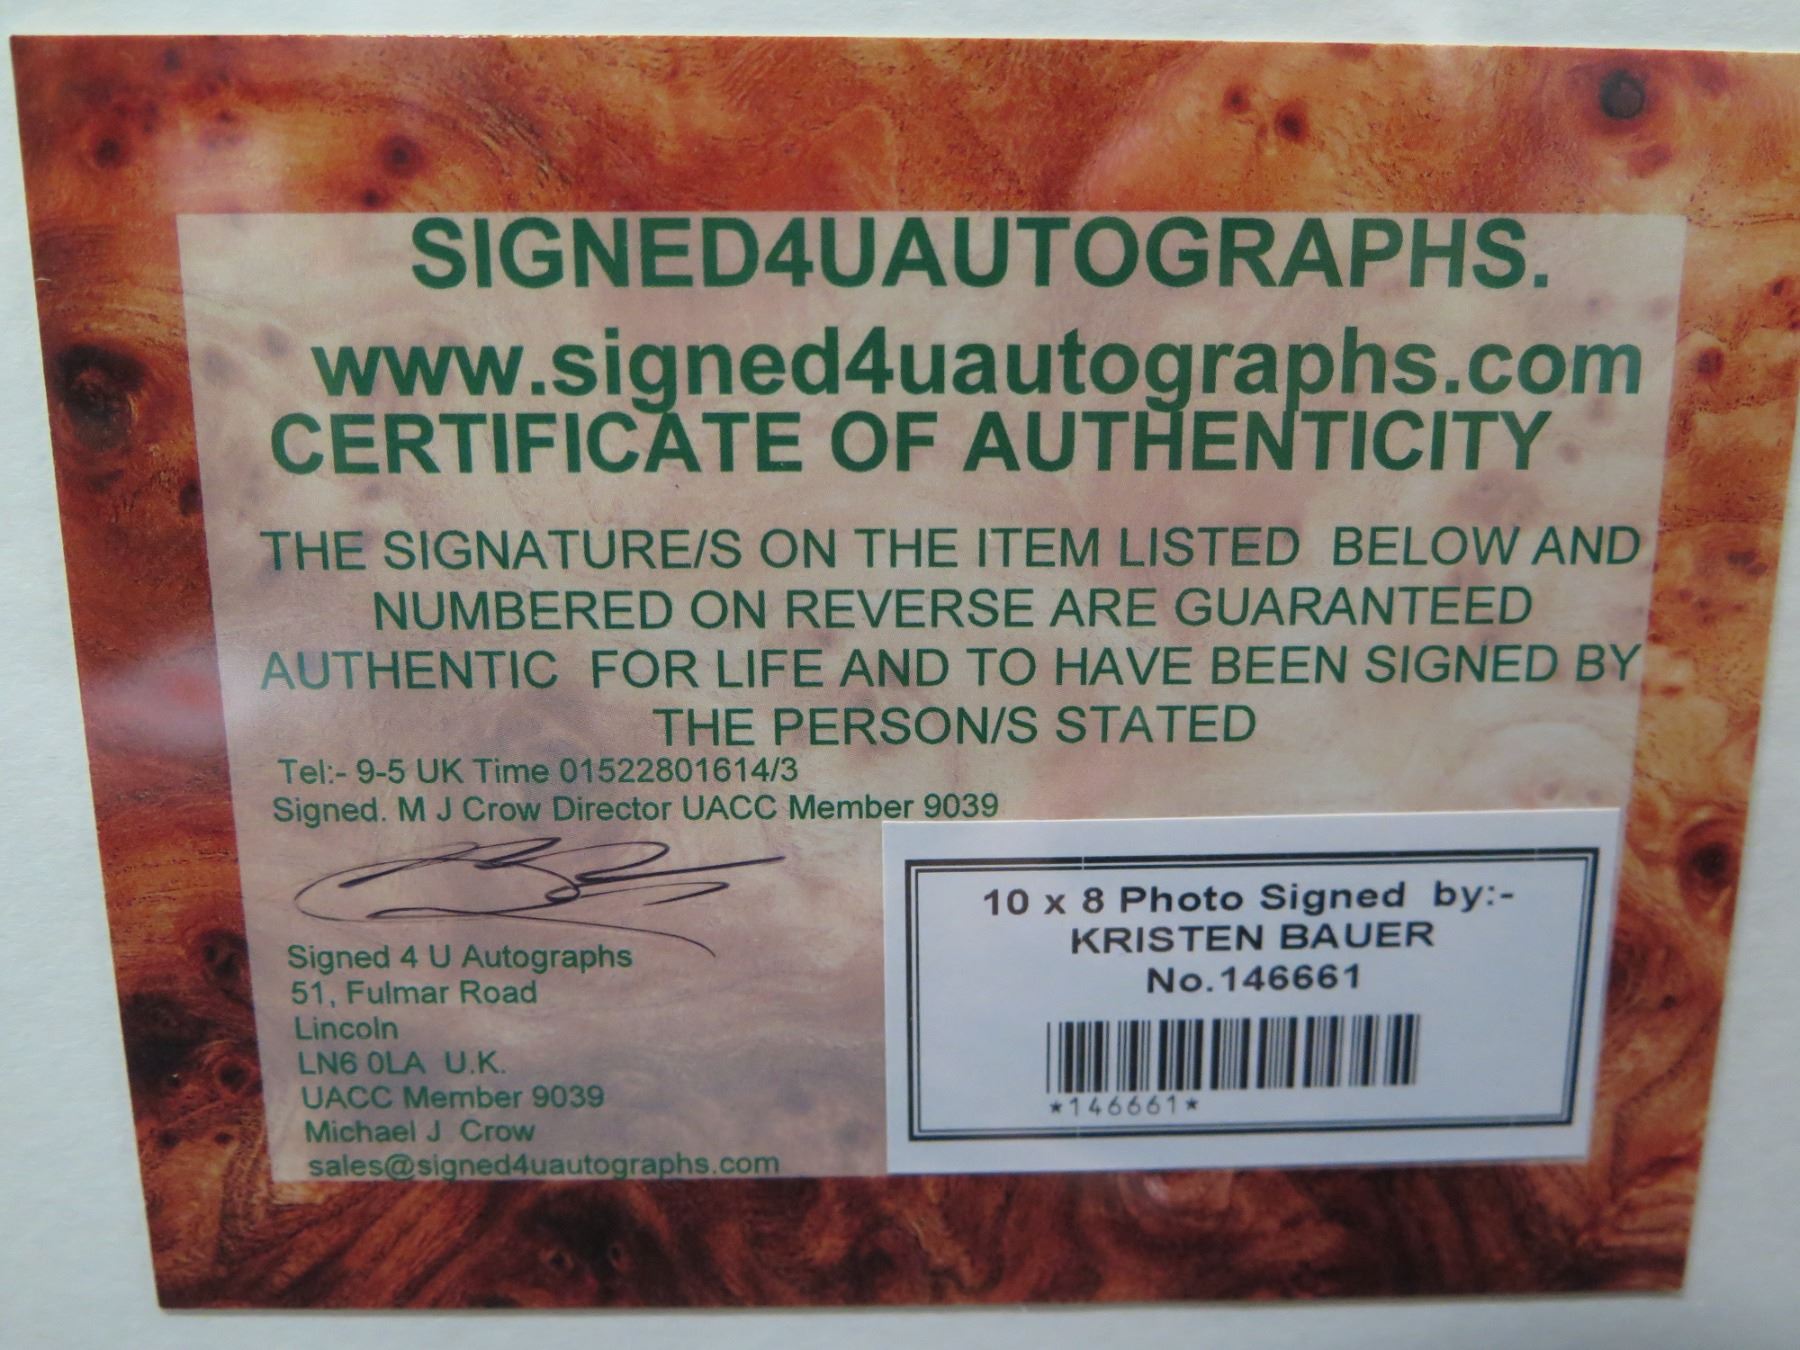 SIGNED4UAUTOGRAPHS.
www.signed4uautographs.com
CERTIFICATE OF AUTHENTICITY
THE SIGNATURE/S ON THE ITEM LISTED BELOW AND
NUMBERED ON REVERSE ARE GUARANTEED
AUTHENTIC FOR LIFE AND TO HAVE BEEN SIGNED BY
THE PERSON/S STATED
Tel:- 9-5 UK Time 01522801614/3
Signed. M J Crow Director UACC Member 9039
Signed 4 U Autographs
51, Fulmar Road
Lincoln
LN6 0LA U.K.
UACC Member 9039
Michael J Crow
sales@signed4uautographs.com
10 x 8 Photo Signed by:-
KRISTEN BAUER
No.146661
*146661*